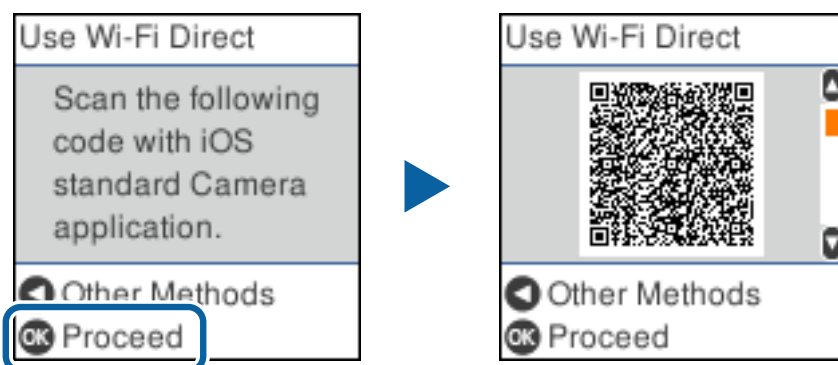 Use Wi-Fi Direct
Scan the following
code with iOS
standard Camera
application.
Other Methods
OK Proceed
Use Wi-Fi Direct
Other Methods
OK Proceed